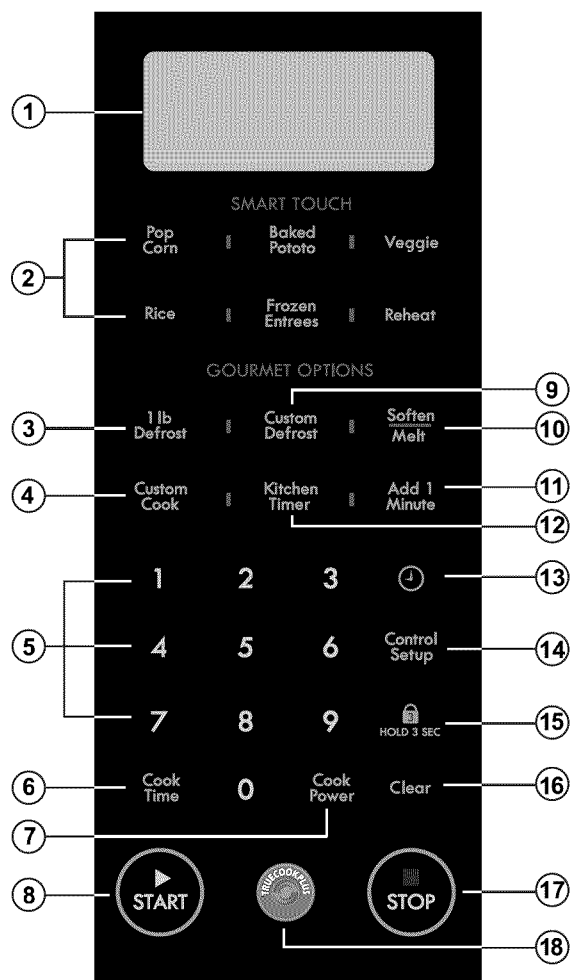 1
SMART TOUCH
Pop
Corn
Baked
Pototo
Veggie
2
Rice
Frozen
Entrees
Reheat
GOURMET OPTIONS
9
3
1 lb
Defrost
Custom
Defrost
Soften
Melt
10
4
Custom
Cook
Kitchen
Timer
Add 1
Minute
11
12
1 2 3
13
5
4 5 6
Control
Setup
14
7 8 9
HOLD 3 SEC
15
6
Cook
Time
0
Cook
Power
Clear
16
7
8
START
TRUECOOKPLUS
STOP
17
18